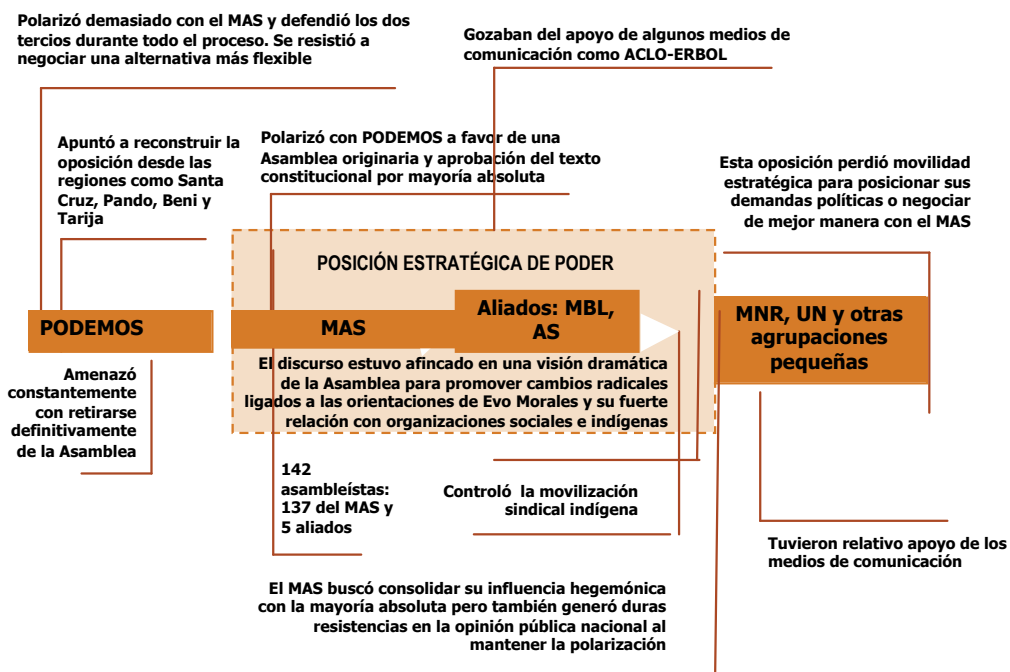 Polarizó demasiado con el MAS y defendió los dos
tercios durante todo el proceso. Se resistió a
negociar una alternativa más flexible
Gozaban del apoyo de algunos medios de
comunicación como ACLO-ERBOL
Apuntó a reconstruir la
oposición desde las
regiones como Santa
Cruz, Pando, Beni y
Tarija
Polarizó con PODEMOS a favor de una
Asamblea originaria y aprobación del texto
constitucional por mayoría absoluta
Esta oposición perdió movilidad
estratégica para posicionar sus
demandas políticas o negociar
de mejor manera con el MAS
POSICIÓN ESTRATÉGICA DE PODER
PODEMOS
MAS
Aliados: MBL,
AS
MNR, UN y otras
agrupaciones
pequeñas
El discurso estuvo afincado en una visión dramática
de la Asamblea para promover cambios radicales
ligados a las orientaciones de Evo Morales y su fuerte
relación con organizaciones sociales e indígenas
Amenazó
constantemente
con retirarse
definitivamente
de la Asamblea
142
asambleístas:
137 del MAS y
5 aliados
Controló la movilización
sindical indígena
Tuvieron relativo apoyo de los
medios de comunicación
El MAS buscó consolidar su influencia hegemónica
con la mayoría absoluta pero también generó duras
resistencias en la opinión pública nacional al
mantener la polarización